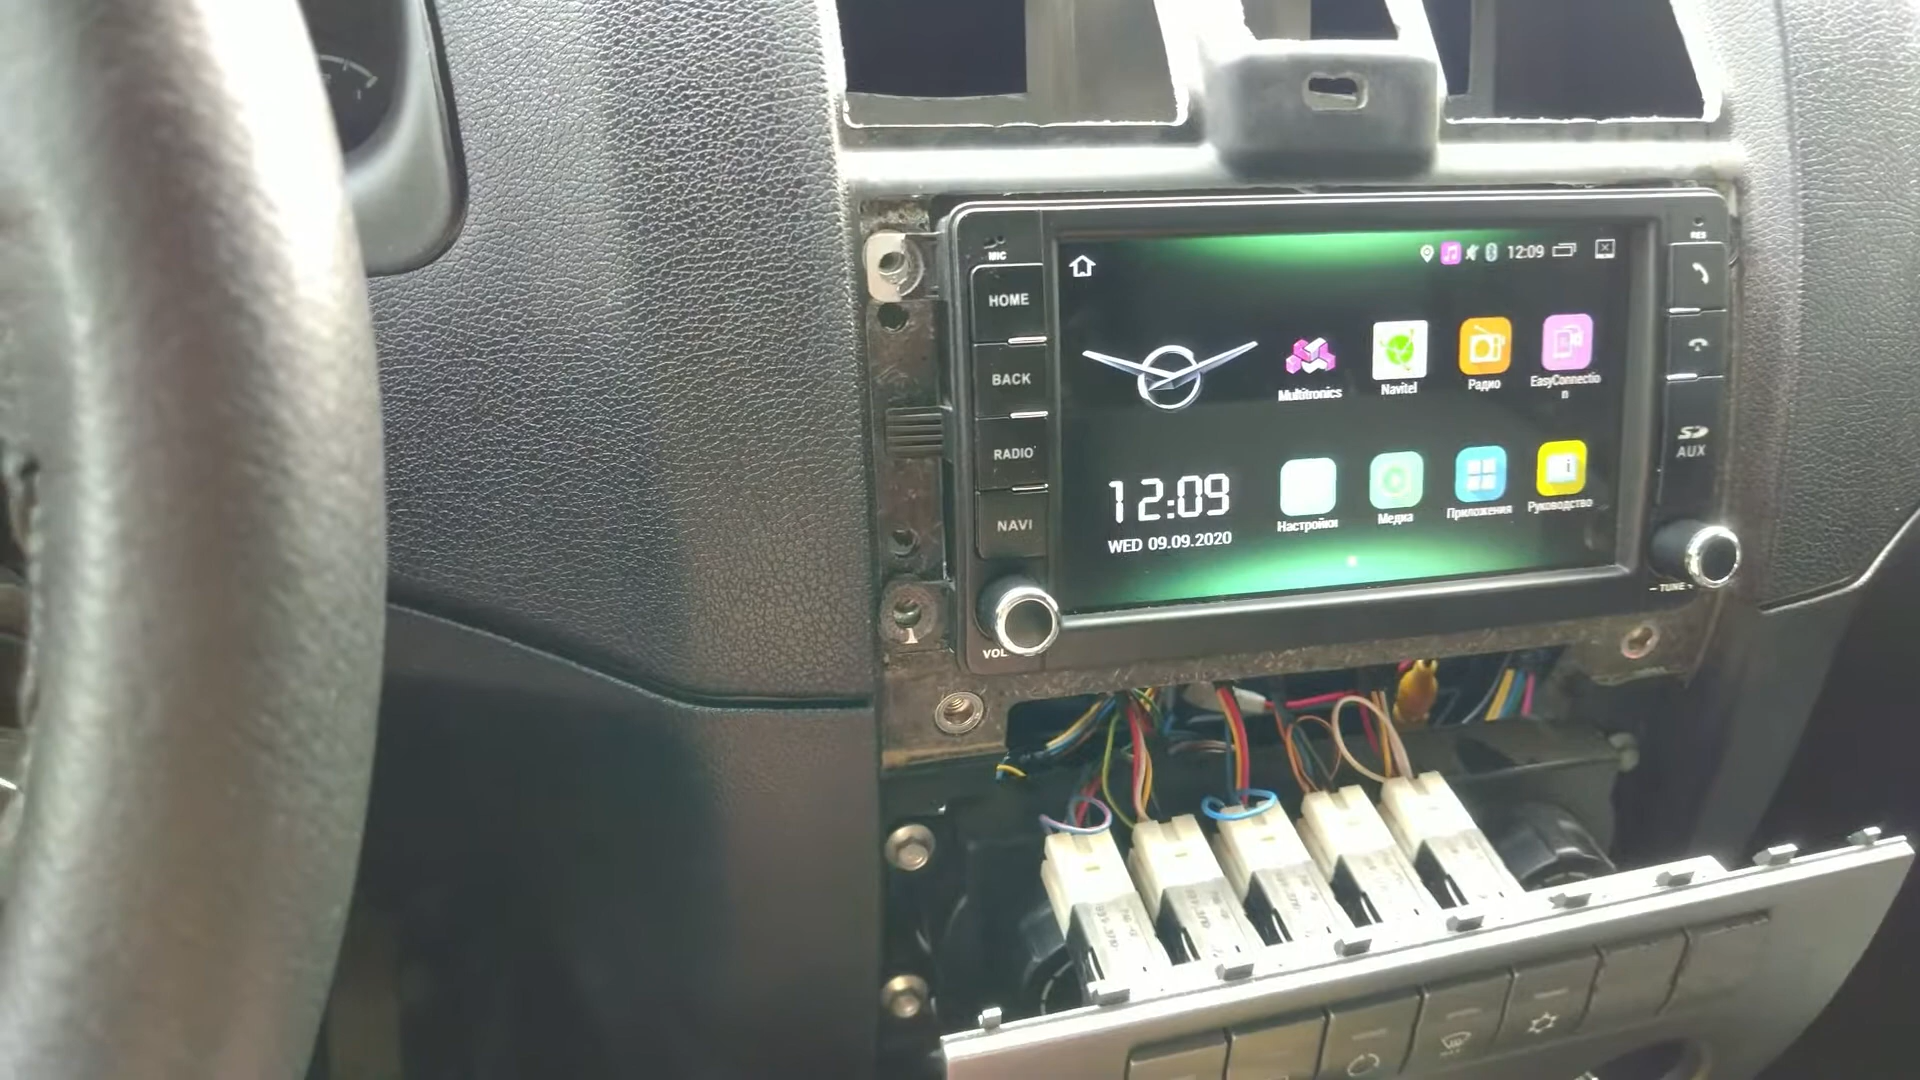 MIC
HOME
BACK
RADIO
NAVI
VOL
12:09
Multitronics
Navitel
Радио
EasyConnectio
n
12:09
WED 09.09.2020
Настройки
Медиа
Приложения
Руководство
RES
AUX
– TUNE +